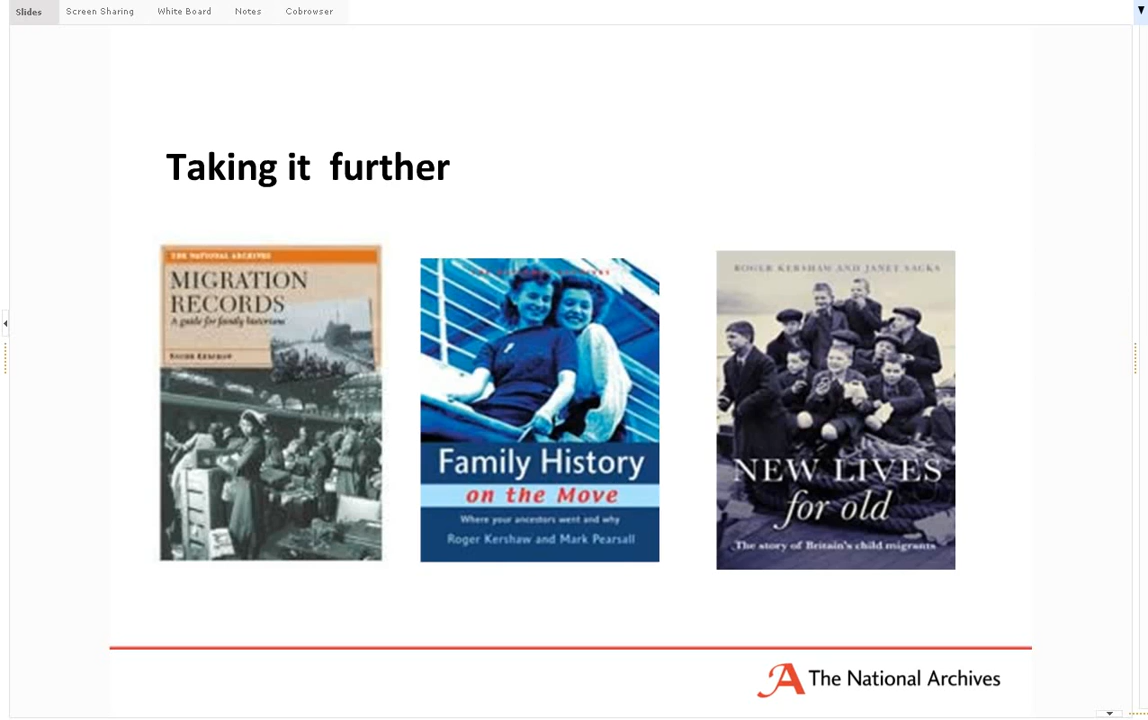 Slides
Screen Sharing
White Board
Notes
Cobrowser
Taking it further
THE NATIONAL ARCHIVES
MIGRATION
RECORDS
A guide for family historians
ROGER KERSHAW
Family History
on the Move
Where your ancestors went and why
Roger Kershaw and Mark Pearsall
ROGER KERSHAW AND JANET SACKS
NEW LIVES
for old
The story of Britain's child migrants
The National Archives